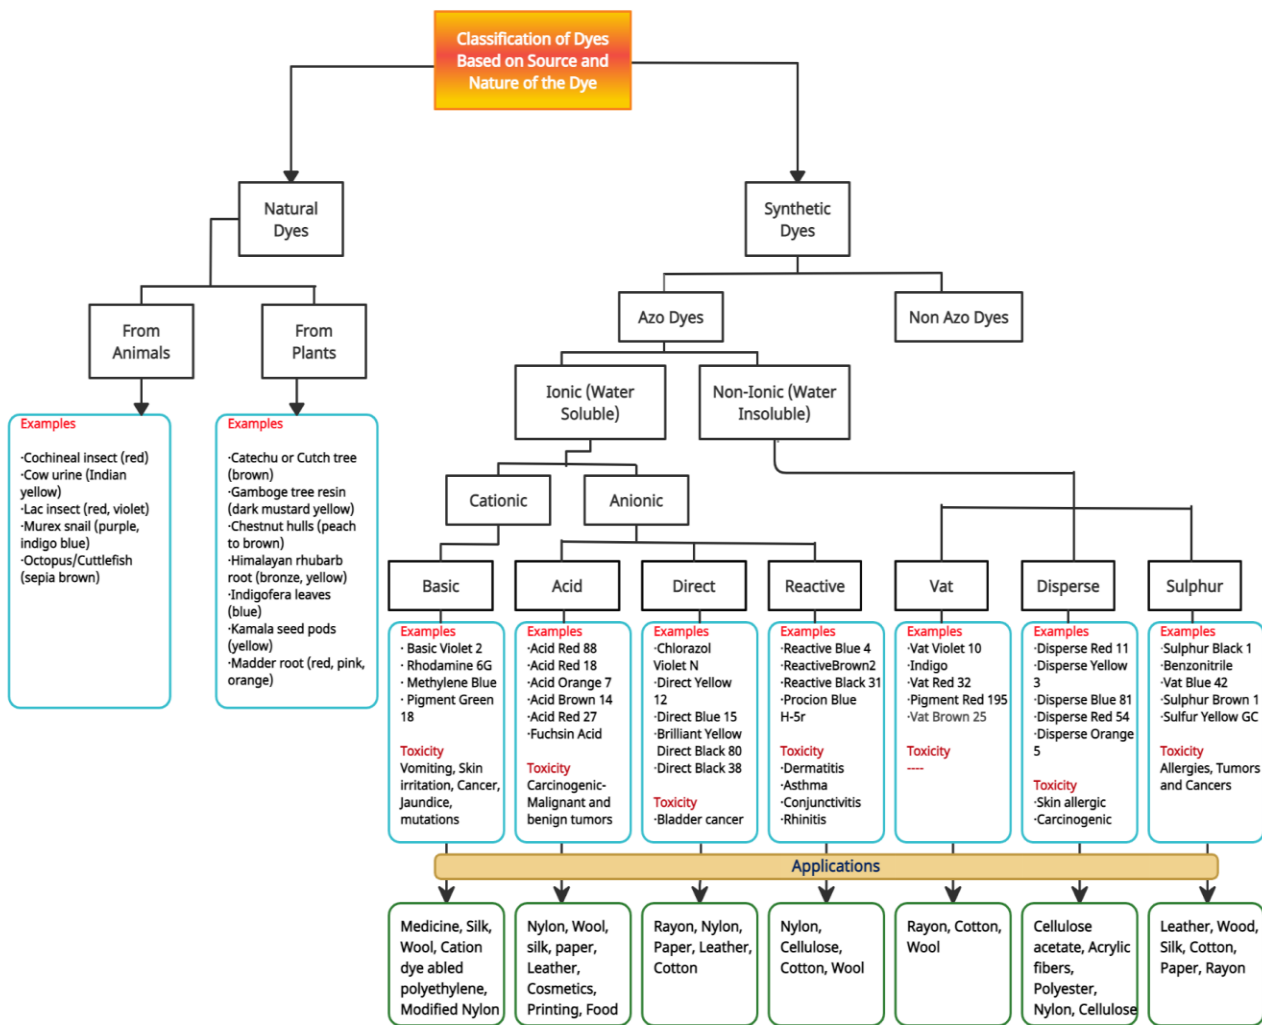 Classification of Dyes
Based on Source and
Nature of the Dye
Natural
Dyes
Synthetic
Dyes
From
Animals
From
Plants
Azo Dyes
Non Azo Dyes
Ionic (Water
Soluble)
Non-Ionic (Water
Insoluble)
Cationic
Anionic
Examples
·Cochineal insect (red)
·Cow urine (Indian
yellow)
·Lac insect (red, violet)
·Murex snail (purple,
indigo blue)
·Octopus/Cuttlefish
(sepia brown)
Examples
·Catechu or Cutch tree
(brown)
·Gamboge tree resin
(dark mustard yellow)
·Chestnut hulls (peach
to brown)
·Himalayan rhubarb
root (bronze, yellow)
·Indigofera leaves
(blue)
·Kamala seed pods
(yellow)
·Madder root (red, pink,
orange)
Basic
Acid
Direct
Reactive
Vat
Disperse
Sulphur
Examples
· Basic Violet 2
· Rhodamine 6G
· Methylene Blue
· Pigment Green
18
Toxicity
Vomiting, Skin
irritation, Cancer,
Jaundice,
mutations
Examples
·Acid Red 88
·Acid Red 18
·Acid Orange 7
·Acid Brown 14
·Acid Red 27
·Fuchsin Acid
Toxicity
Carcinogenic-
Malignant and
benign tumors
Examples
·Chlorazol
Violet N
·Direct Yellow
12
·Direct Blue 15
·Brilliant Yellow
Direct Black 80
·Direct Black 38
Toxicity
·Bladder cancer
Examples
·Reactive Blue 4
·ReactiveBrown2
·Reactive Black 31
·Procion Blue
H-5r
Toxicity
·Dermatitis
·Asthma
·Conjunctivitis
·Rhinitis
Examples
·Vat Violet 10
·Indigo
·Vat Red 32
·Pigment Red 195
·Vat Brown 25
Toxicity
----
Examples
·Disperse Red 11
·Disperse Yellow
3
·Disperse Blue 81
·Disperse Red 54
·Disperse Orange
5
Toxicity
·Skin allergic
·Carcinogenic
Examples
·Sulphur Black 1
·Benzonitrile
·Vat Blue 42
·Sulphur Brown 1
·Sulfur Yellow GC
Toxicity
Allergies, Tumors
and Cancers
Applications
Medicine, Silk,
Wool, Cation
dye abled
polyethylene,
Modified Nylon
Nylon, Wool,
silk, paper,
Leather,
Cosmetics,
Printing, Food
Rayon, Nylon,
Paper, Leather,
Cotton
Nylon,
Cellulose,
Cotton, Wool
Rayon, Cotton,
Wool
Cellulose
acetate, Acrylic
fibers,
Polyester,
Nylon, Cellulose
Leather, Wood,
Silk, Cotton,
Paper, Rayon